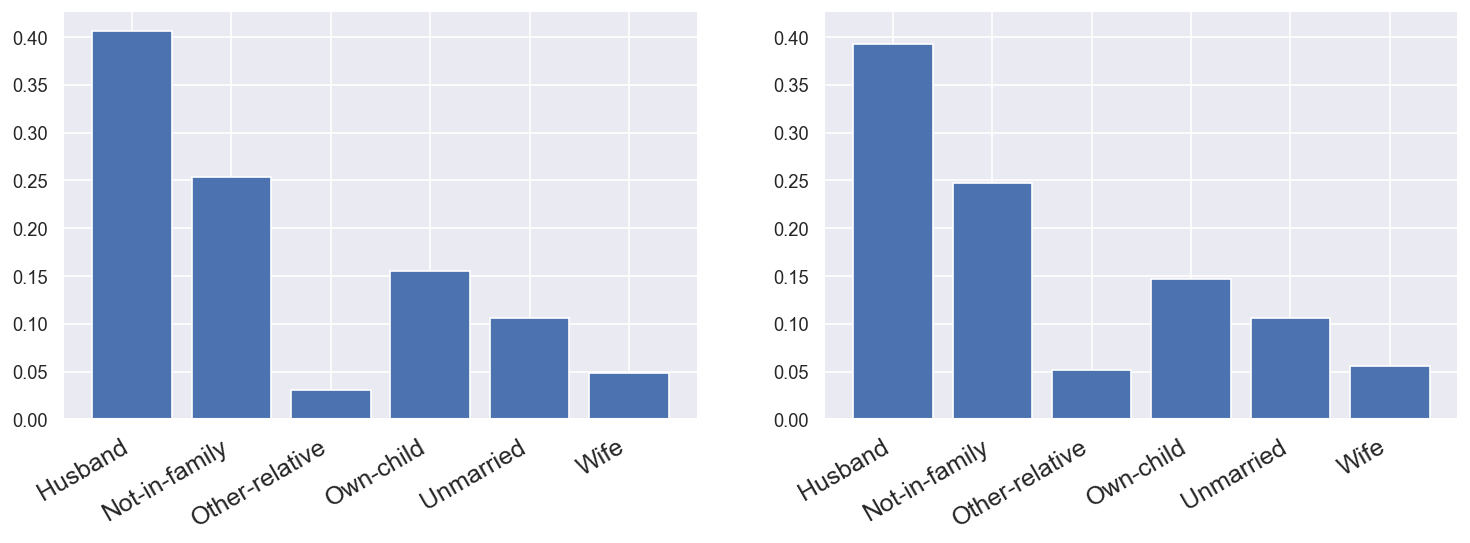 0.40
0.35
0.30
0.25
0.20
0.15
0.10
0.05
0.00
Husband
Not-in-family
Other-relative
Own-child
Unmarried
Wife
0.40
0.35
0.30
0.25
0.20
0.15
0.10
0.05
0.00
Husband
Not-in-family
Other-relative
Own-child
Unmarried
Wife